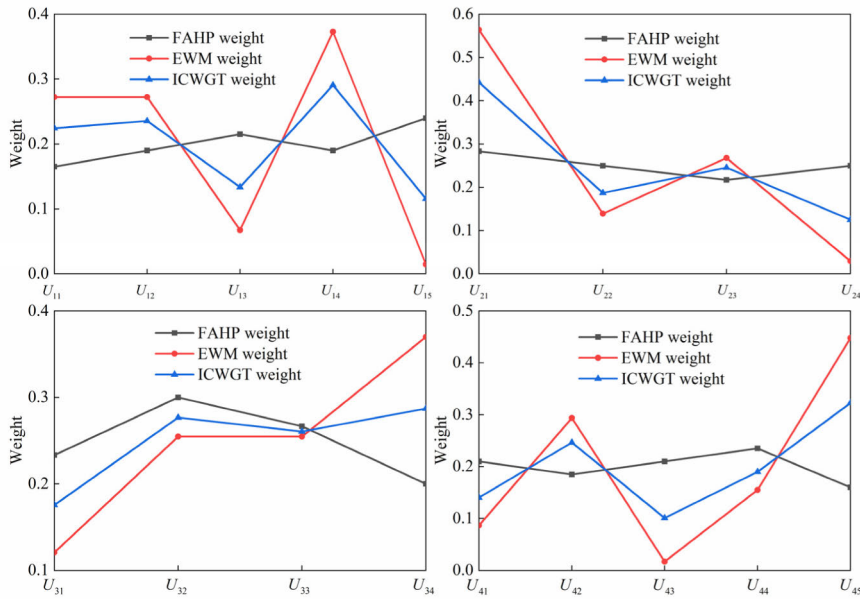 0.4
0.3
0.2
0.1
0.0
Weight
FAHP weight
EWM weight
ICWGT weight
U11 U12 U13 U14 U15
0.6
0.5
0.4
0.3
0.2
0.1
0.0
Weight
FAHP weight
EWM weight
ICWGT weight
U21 U22 U23 U24
0.4
0.3
0.2
0.1
Weight
FAHP weight
EWM weight
ICWGT weight
U31 U32 U33 U34
0.5
0.4
0.3
0.2
0.1
0.0
Weight
FAHP weight
EWM weight
ICWGT weight
U41 U42 U43 U44 U45